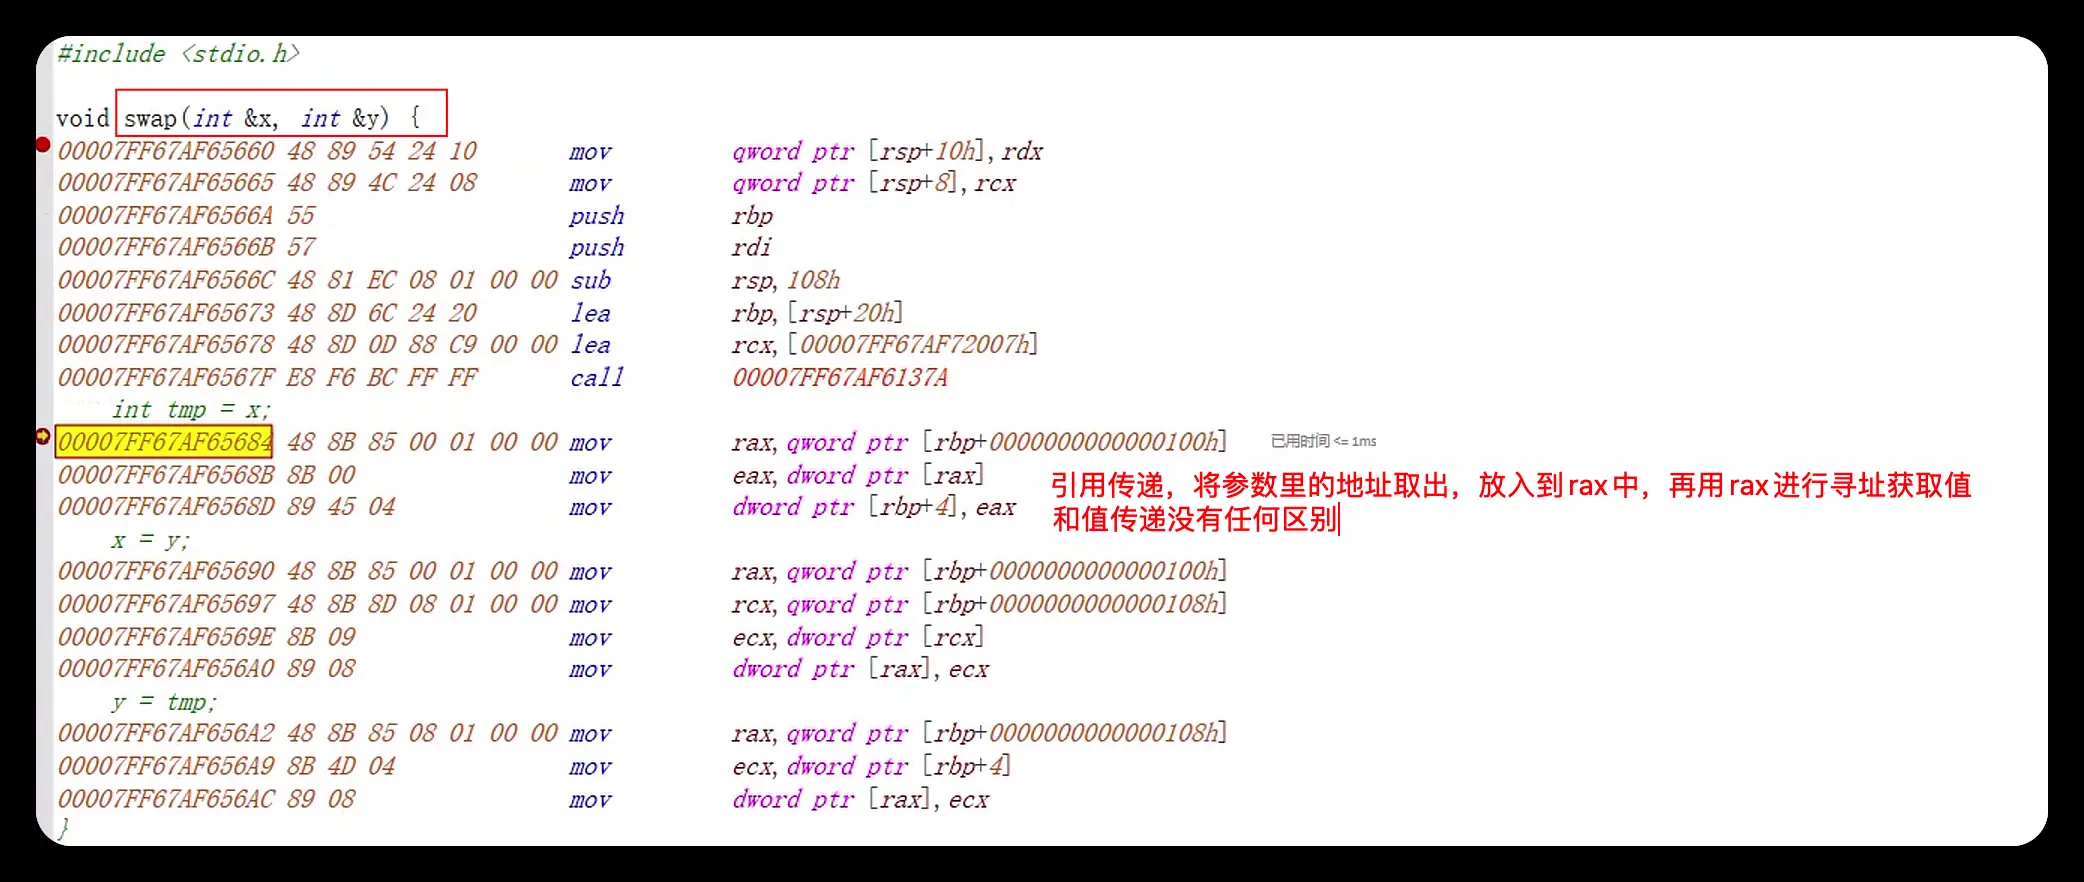 #include <stdio.h>
void swap(int &x, int &y) {
00007FF67AF65660 48 89 54 24 10 mov qword ptr [rsp+10h],rdx
00007FF67AF65665 48 89 4C 24 08 mov qword ptr [rsp+8],rcx
00007FF67AF6566A 55 push rbp
00007FF67AF6566B 57 push rdi
00007FF67AF6566C 48 81 EC 08 01 00 00 sub rsp,108h
00007FF67AF65673 48 8D 6C 24 20 lea rbp,[rsp+20h]
00007FF67AF65678 48 8D 0D 88 C9 00 00 lea rcx,[00007FF67AF72007h]
00007FF67AF6567F E8 F6 BC FF FF call 00007FF67AF6137A
int tmp = x;
00007FF67AF65684 48 8B 85 00 01 00 00 mov rax,qword ptr [rbp+0000000000000100h] 已用时间 <= 1ms
00007FF67AF6568B 8B 00 mov eax,dword ptr [rax]
引用传递，将参数里的地址取出，放入到rax中，再用rax进行寻址获取值
00007FF67AF6568D 89 45 04 mov dword ptr [rbp+4],eax
和值传递没有任何区别
x = y;
00007FF67AF65690 48 8B 85 00 01 00 00 mov rax,qword ptr [rbp+0000000000000100h]
00007FF67AF65697 48 8B 8D 08 01 00 00 mov rcx,qword ptr [rbp+0000000000000108h]
00007FF67AF6569E 8B 09 mov ecx,dword ptr [rcx]
00007FF67AF656A0 89 08 mov dword ptr [rax],ecx
y = tmp;
00007FF67AF656A2 48 8B 85 08 01 00 00 mov rax,qword ptr [rbp+0000000000000108h]
00007FF67AF656A9 8B 4D 04 mov ecx,dword ptr [rbp+4]
00007FF67AF656AC 89 08 mov dword ptr [rax],ecx
}